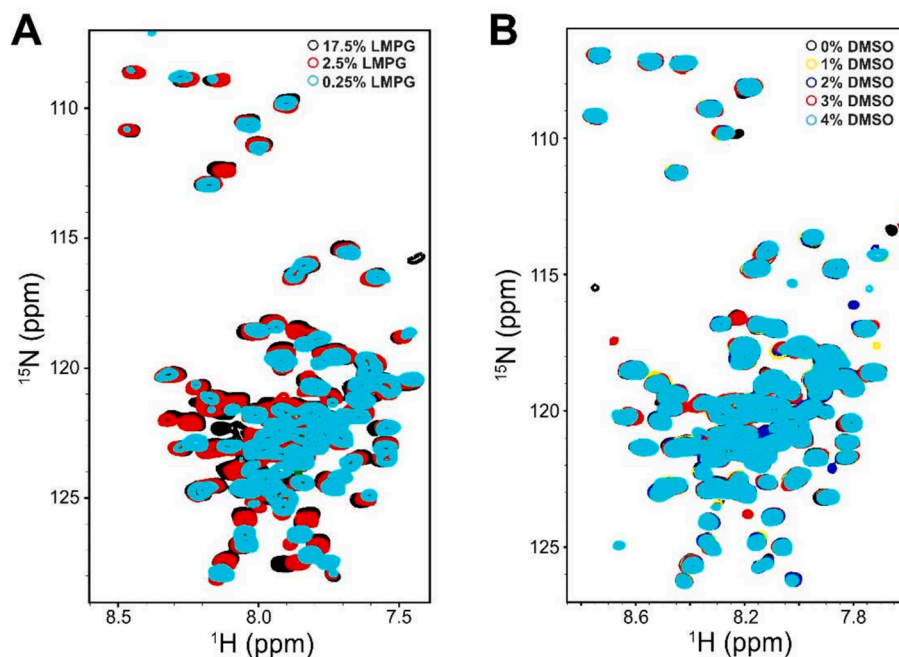 A
17.5% LMPG
2.5% LMPG
0.25% LMPG
110
115
120
125
15N (ppm)
8.5
8.0
7.5
1H (ppm)
B
0% DMSO
1% DMSO
2% DMSO
3% DMSO
4% DMSO
110
115
120
125
15N (ppm)
8.6
8.2
7.8
1H (ppm)